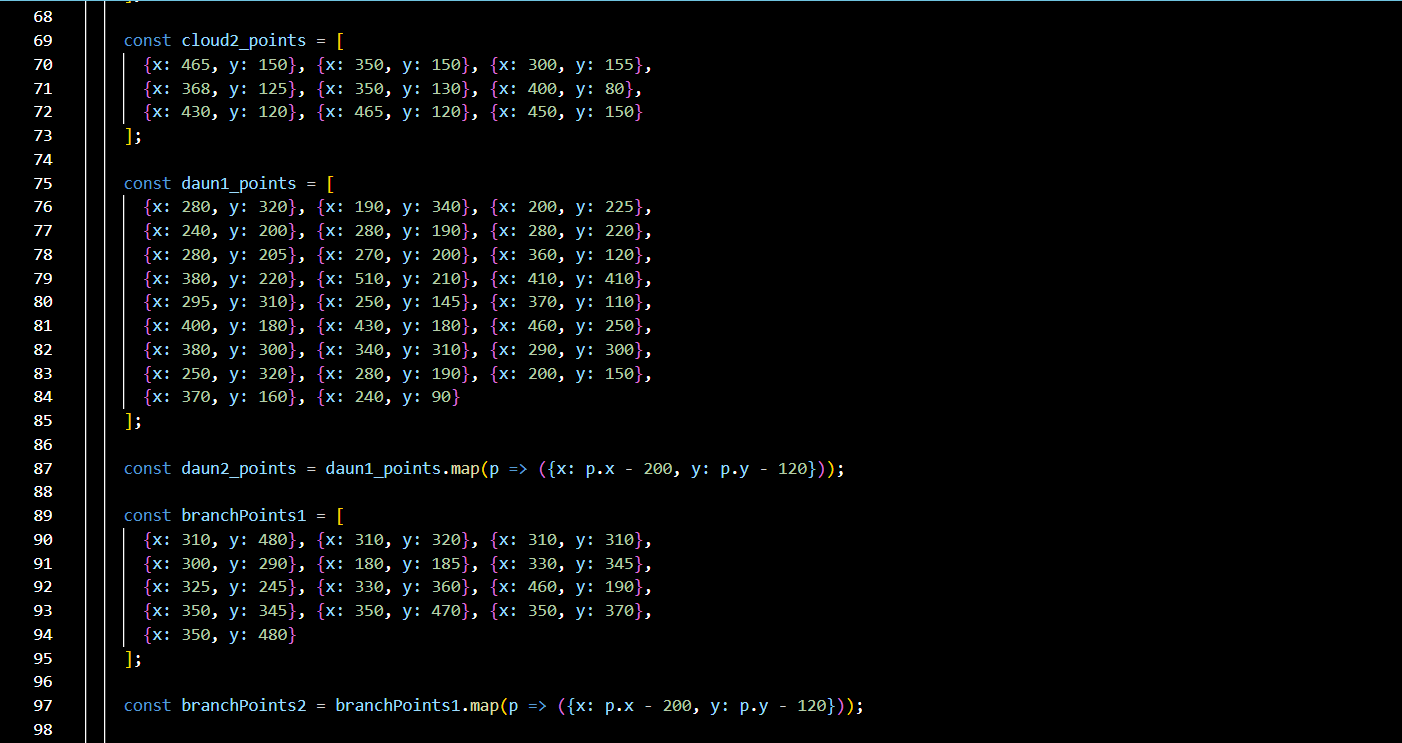 68
69 const cloud2_points = [
70 {x: 465, y: 150}, {x: 350, y: 150}, {x: 300, y: 155},
71 {x: 368, y: 125}, {x: 350, y: 130}, {x: 400, y: 80},
72 {x: 430, y: 120}, {x: 465, y: 120}, {x: 450, y: 150}
73 ];
74
75 const daun1_points = [
76 {x: 280, y: 320}, {x: 190, y: 340}, {x: 200, y: 225},
77 {x: 240, y: 200}, {x: 280, y: 190}, {x: 280, y: 220},
78 {x: 280, y: 205}, {x: 270, y: 200}, {x: 360, y: 120},
79 {x: 380, y: 220}, {x: 510, y: 210}, {x: 410, y: 410},
80 {x: 295, y: 310}, {x: 250, y: 145}, {x: 370, y: 110},
81 {x: 400, y: 180}, {x: 430, y: 180}, {x: 460, y: 250},
82 {x: 380, y: 300}, {x: 340, y: 310}, {x: 290, y: 300},
83 {x: 250, y: 320}, {x: 280, y: 190}, {x: 200, y: 150},
84 {x: 370, y: 160}, {x: 240, y: 90}
85 ];
86
87 const daun2_points = daun1_points.map(p => ({x: p.x - 200, y: p.y - 120}));
88
89 const branchPoints1 = [
90 {x: 310, y: 480}, {x: 310, y: 320}, {x: 310, y: 310},
91 {x: 300, y: 290}, {x: 180, y: 185}, {x: 330, y: 345},
92 {x: 325, y: 245}, {x: 330, y: 360}, {x: 460, y: 190},
93 {x: 350, y: 345}, {x: 350, y: 470}, {x: 350, y: 370},
94 {x: 350, y: 480}
95 ];
96
97 const branchPoints2 = branchPoints1.map(p => ({x: p.x - 200, y: p.y - 120}));
98